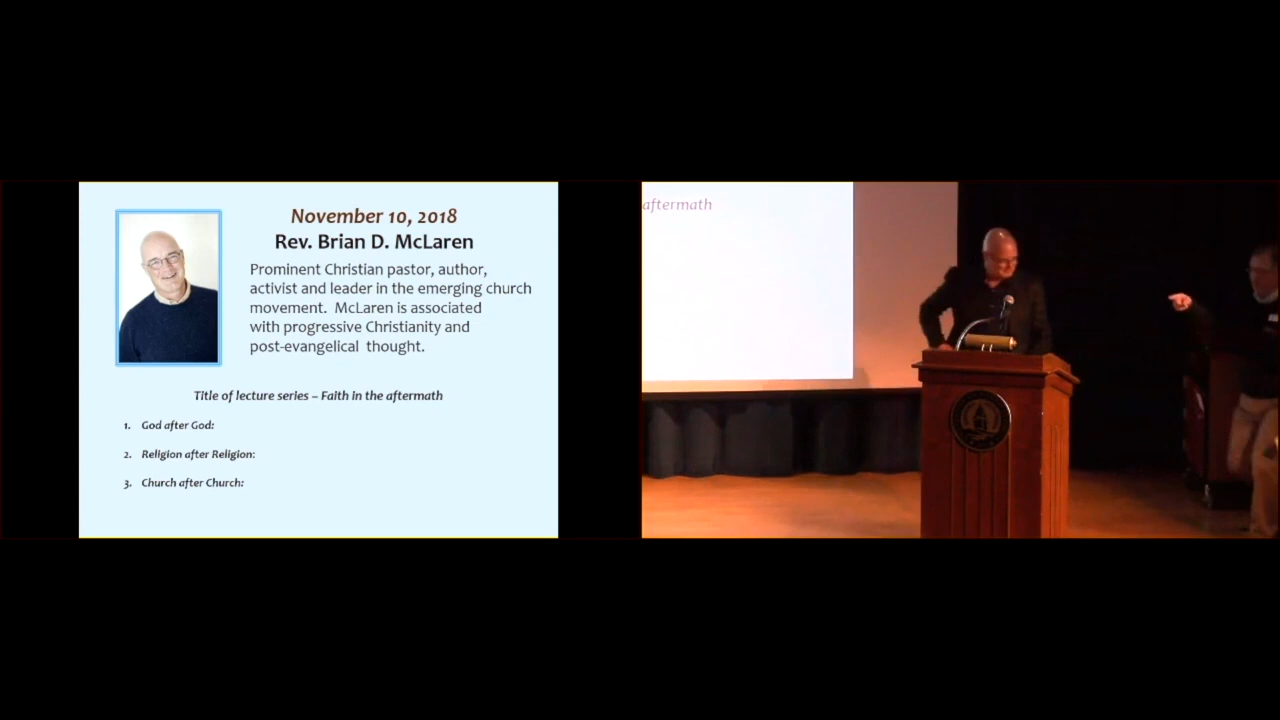 November 10, 2018
Rev. Brian D. McLaren
Prominent Christian pastor, author,
activist and leader in the emerging church
movement. McLaren is associated
with progressive Christianity and
post-evangelical thought.
Title of lecture series – Faith in the aftermath
1. God after God:
2. Religion after Religion:
3. Church after Church:
aftermath